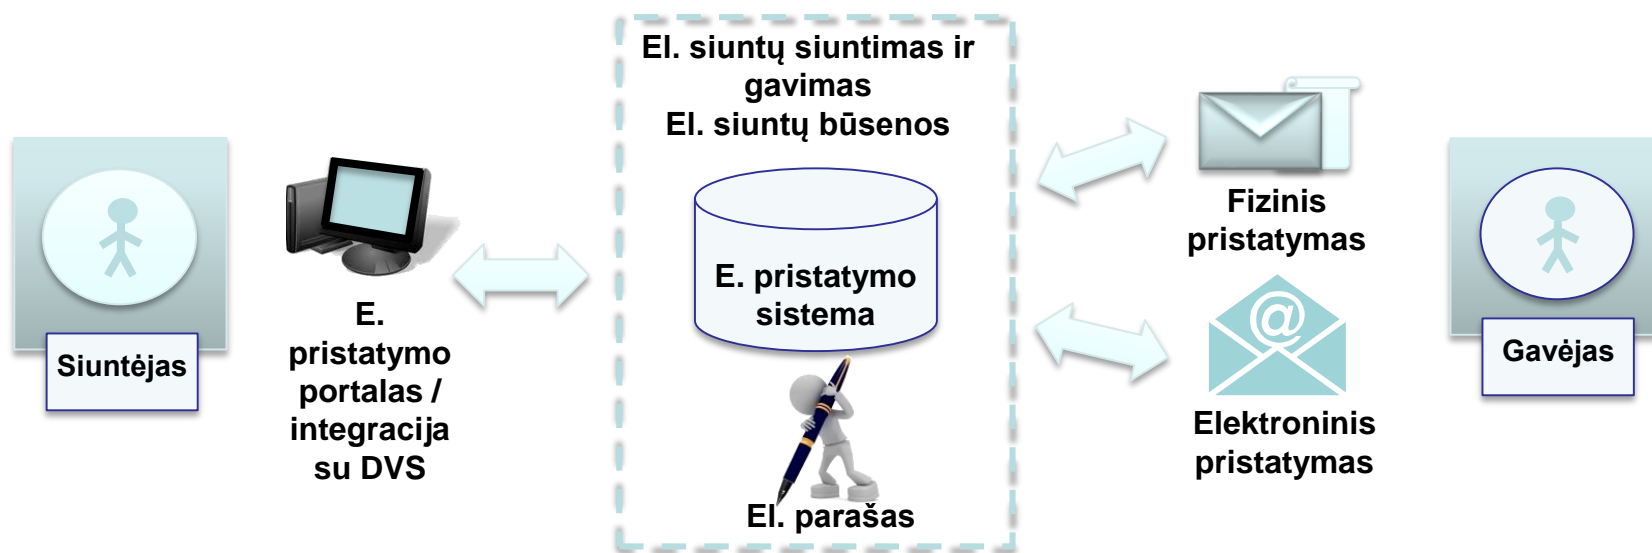 Siuntėjas
E.
pristatymo
portalas /
integracija
su DVS
El. siuntų siuntimas ir
gavimas
El. siuntų būsenos
E. pristatymo
sistema
El. parašas
Fizinis
pristatymas
@
Elektroninis
pristatymas
Gavėjas